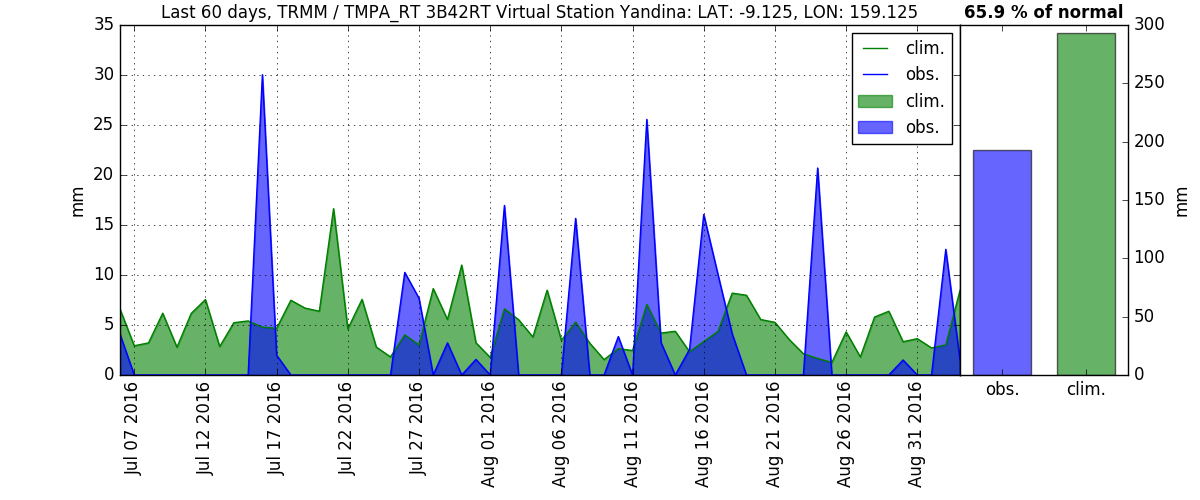 Last 60 days, TRMM / TMPA_RT 3B42RT Virtual Station Yandina: LAT: -9.125, LON: 159.125
65.9 % of normal
35
30
25
20
15
10
5
0
mm
clim.
obs.
clim.
obs.
Jul 07 2016
Jul 12 2016
Jul 17 2016
Jul 22 2016
Jul 27 2016
Aug 01 2016
Aug 06 2016
Aug 11 2016
Aug 16 2016
Aug 21 2016
Aug 26 2016
Aug 31 2016
300
250
200
150
100
50
0
mm
obs.
clim.